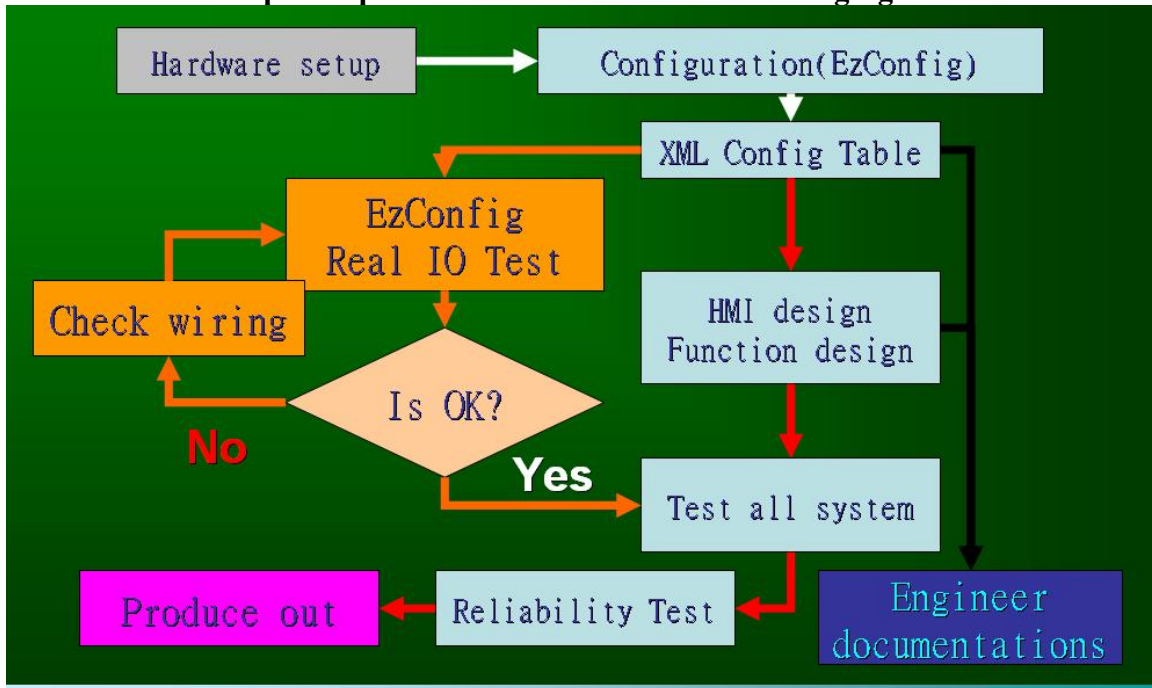 Hardware setup
Configuration(EzConfig)
XML Config Table
EzConfig
Real IO Test
Check wiring
HMI design
Function design
Is OK?
No
Yes
Test all system
Produce out
Reliability Test
Engineer
documentations